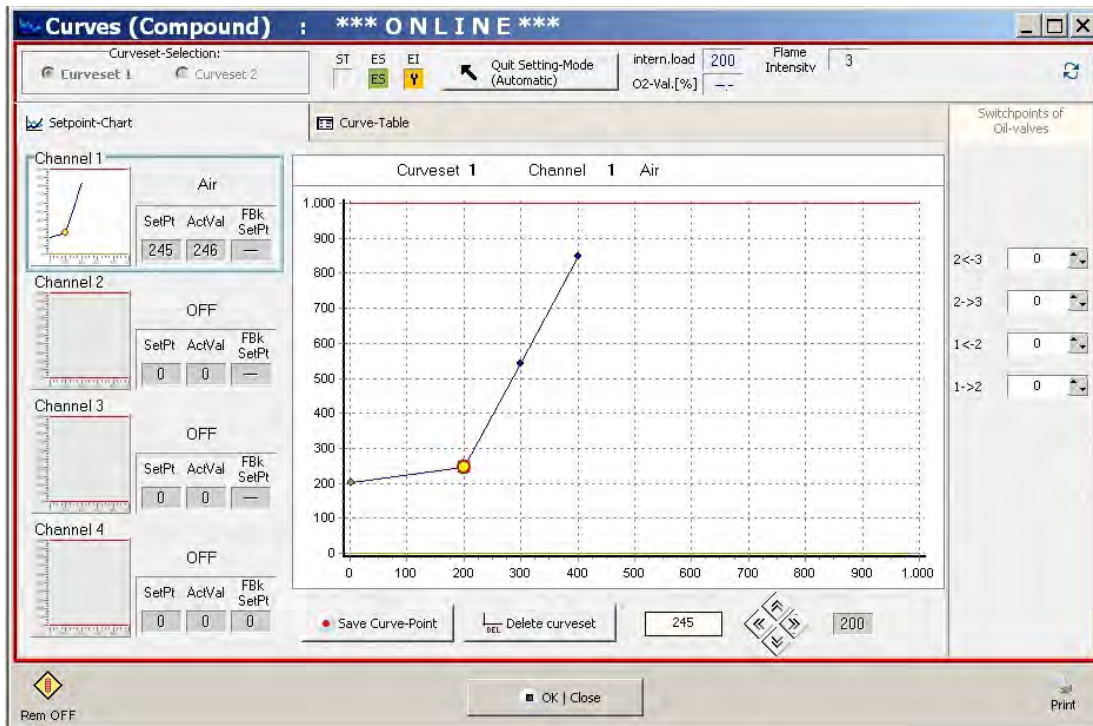 Curves (Compound) : *** O N L I N E ***
Curveset-Selection:
Curveset 1 Curveset 2
ST ES EI
ES
Quit Setting-Mode
(Automatic)
intern.load 200
O2-Val.[%] --.-
Flame
Intensity 3
Setpoint-Chart
Curve-Table
Switchpoints of
Oil-valves
Channel 1
Air
SetPt ActVal FBk
SetPt
245 246 —
Channel 2
OFF
SetPt ActVal FBk
SetPt
0 0 —
Channel 3
OFF
SetPt ActVal FBk
SetPt
0 0 —
Channel 4
OFF
SetPt ActVal FBk
SetPt
0 0 0
Curveset 1 Channel 1 Air
1.000
900
800
700
600
500
400
300
200
100
0
0 100 200 300 400 500 600 700 800 900 1.000
2<-3 0
2->3 0
1<-2 0
1->2 0
Save Curve-Point
DEL Delete curveset
245
200
Rem OFF
OK | Close
Print